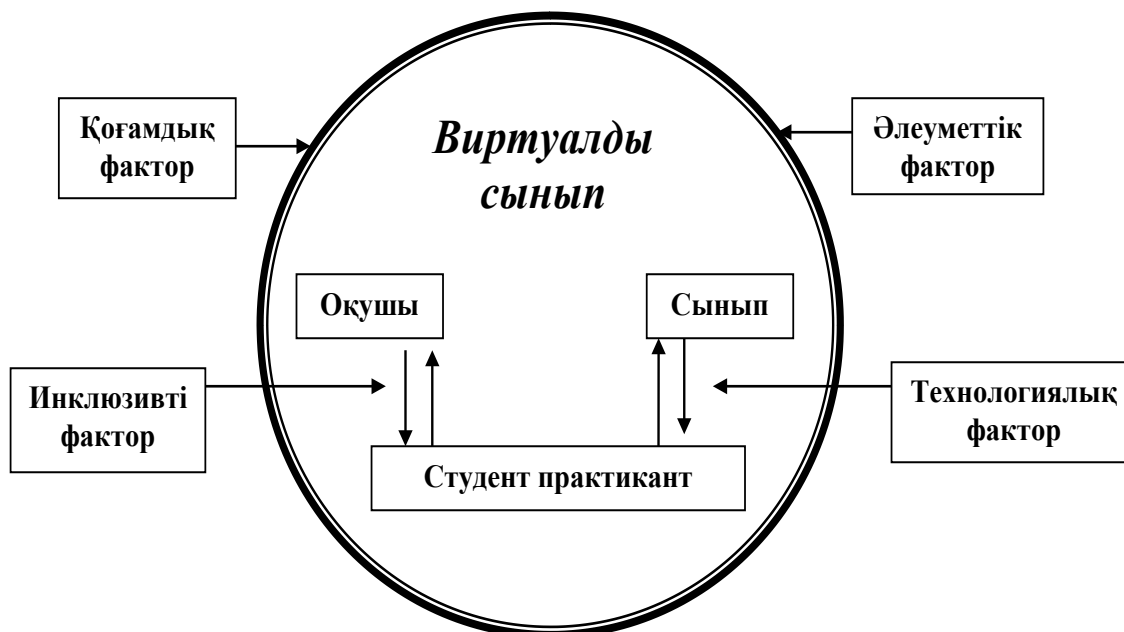 Қоғамдық
фактор
Виртуалды
сынып
Әлеуметтік
фактор
Оқушы
Сынып
Инклюзивті
фактор
Технологиялық
фактор
Студент практикант